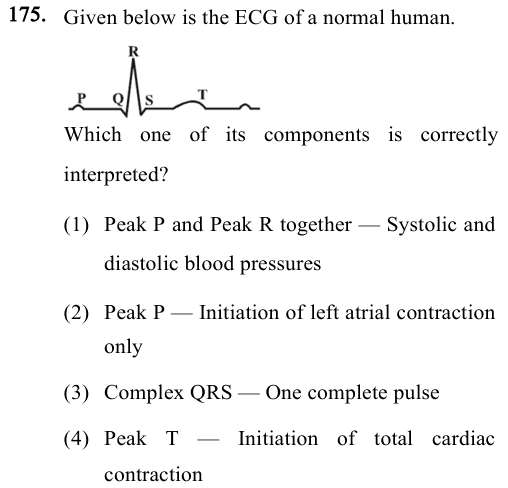 175. Given below is the ECG of a normal human.
R
P Q S T
Which one of its components is correctly
interpreted?
(1) Peak P and Peak R together — Systolic and
diastolic blood pressures
(2) Peak P — Initiation of left atrial contraction
only
(3) Complex QRS — One complete pulse
(4) Peak T — Initiation of total cardiac
contraction